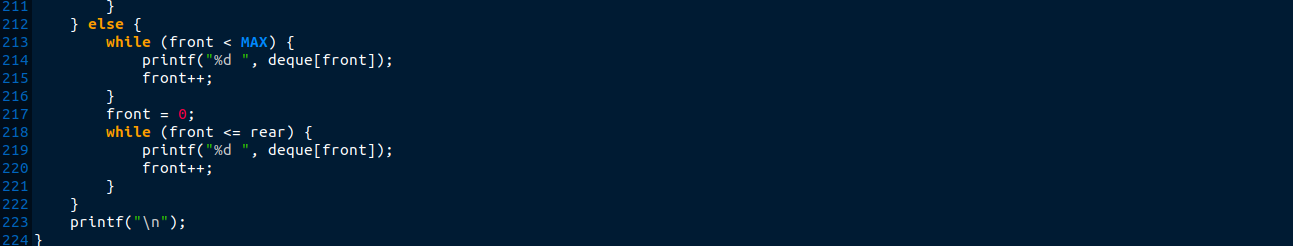 211         }
212     } else {
213         while (front < MAX) {
214             printf("%d ", deque[front]);
215             front++;
216         }
217         front = 0;
218         while (front <= rear) {
219             printf("%d ", deque[front]);
220             front++;
221         }
222     }
223     printf("\n");
224 }